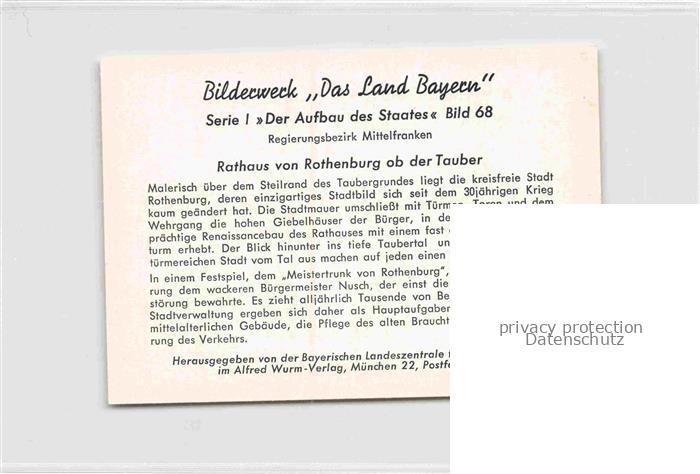 Bilderwerk „Das Land Bayern"
Serie I »Der Aufbau des Staates« Bild 68
Regierungsbezirk Mittelfranken
Rathaus von Rothenburg ob der Tauber
Malerisch über dem Steilrand des Taubergrundes liegt die kreisfreie Stadt
Rothenburg, deren einzigartiges Stadtbild sich seit dem 30jährigen Krieg
kaum geändert hat. Die Stadtmauer umschließt mit Türmen, Toren und dem
Wehrgang die hohen Giebelhäuser der Bürger, in de
prächtige Renaissancebau des Rathauses mit einem fast
turm erhebt. Der Blick hinunter ins tiefe Taubertal un
türmereichen Stadt vom Tal aus machen auf jeden einen
In einem Festspiel, dem „Meistertrunk von Rothenburg",
rung dem wackeren Bürgermeister Nusch, der einst die
störung bewahrte. Es zieht alljährlich Tausende von Be
Stadtverwaltung ergeben sich daher als Hauptaufgaben
mittelalterlichen Gebäude, die Pflege des alten Braucht
rung des Verkehrs.
Herausgegeben von der Bayerischen Landeszentrale
im Alfred Wurm-Verlag, München 22, Postf
privacy protection
Datenschutz